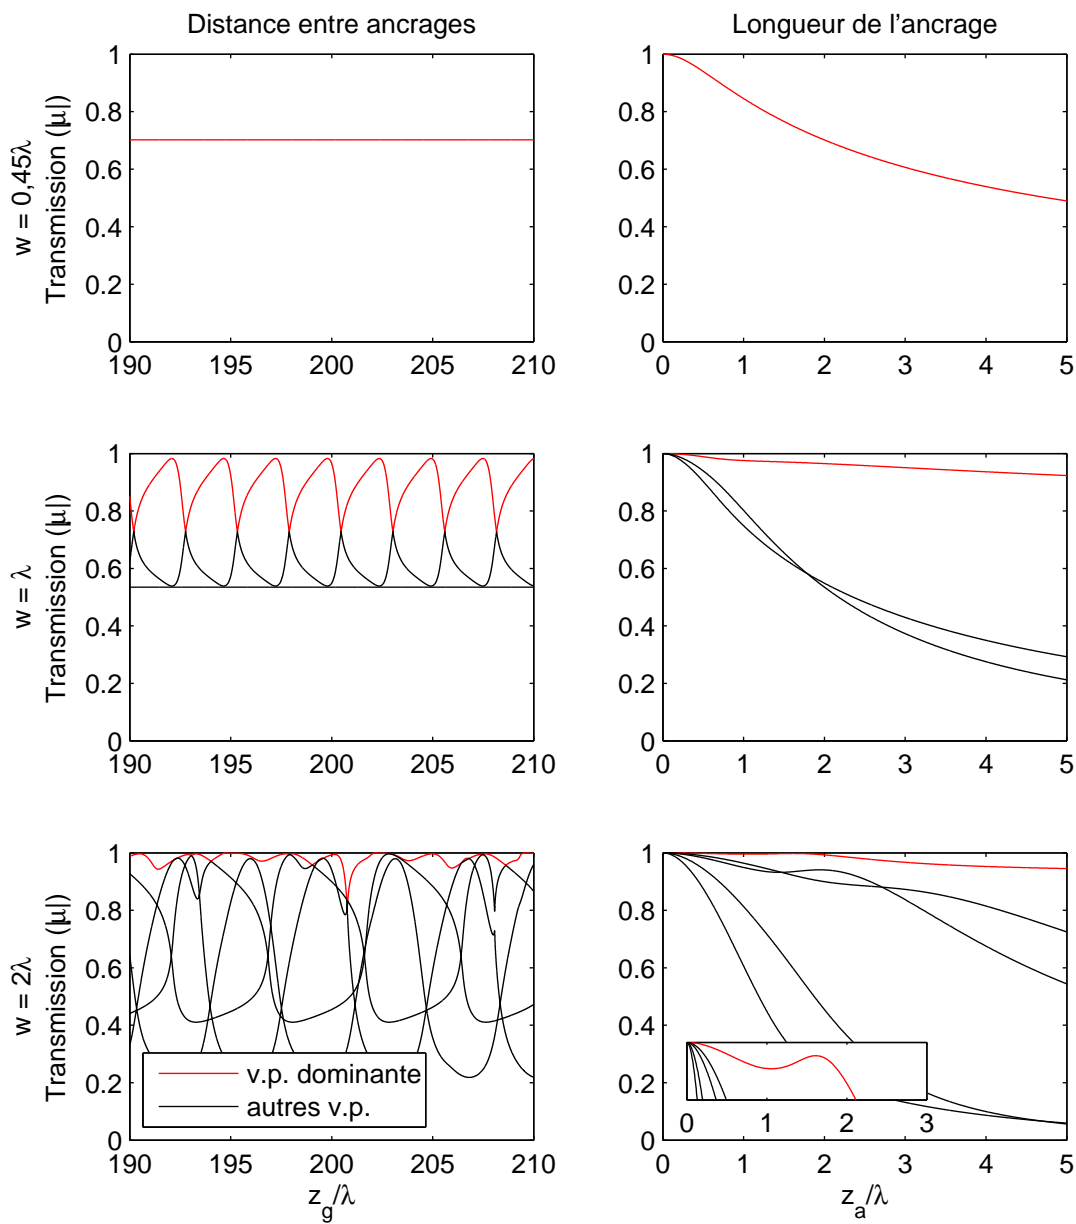 Distance entre ancrages
Longueur de l'ancrage
w = 0,45λ
Transmission (|μ|)
1
0.8
0.6
0.4
0.2
0
190 195 200 205 210
1
0.8
0.6
0.4
0.2
0
0 1 2 3 4 5
w = λ
Transmission (|μ|)
1
0.8
0.6
0.4
0.2
0
190 195 200 205 210
1
0.8
0.6
0.4
0.2
0
0 1 2 3 4 5
w = 2λ
Transmission (|μ|)
1
0.8
0.6
0.4
0.2
0
v.p. dominante
autres v.p.
190 195 200 205 210
z_g/λ
1
0.8
0.6
0.4
0.2
0
0 1 2 3
0 1 2 3 4 5
z_a/λ